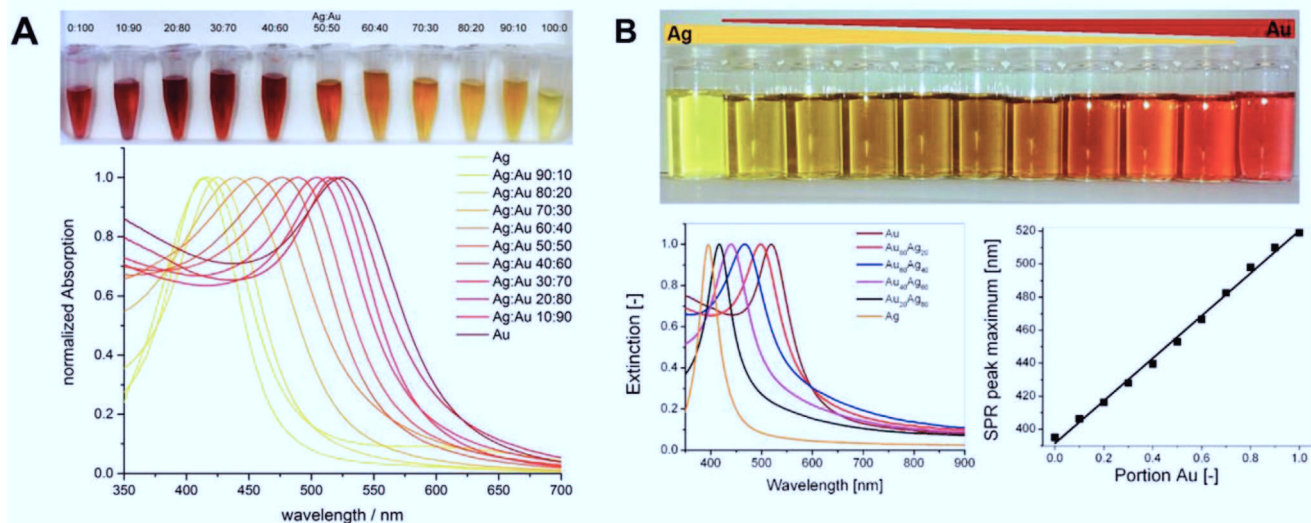 A
Ag:Au
0:100 10:90 20:80 30:70 40:60 50:50 60:40 70:30 80:20 90:10 100:0
normalized Absorption
1.0
0.8
0.6
0.4
0.2
0.0
350 400 450 500 550 600 650 700
wavelength / nm
Ag
Ag:Au 90:10
Ag:Au 80:20
Ag:Au 70:30
Ag:Au 60:40
Ag:Au 50:50
Ag:Au 40:60
Ag:Au 30:70
Ag:Au 20:80
Ag:Au 10:90
Au
B
Ag Au
Extinction [-]
1.0
0.8
0.6
0.4
0.2
0.0
400 500 600 700 800 900
Wavelength [nm]
Au
Au₈₀Ag₂₀
Au₆₀Ag₄₀
Au₄₀Ag₆₀
Au₂₀Ag₈₀
Ag
SPR peak maximum [nm]
520
500
480
460
440
420
400
0.0 0.2 0.4 0.6 0.8 1.0
Portion Au [-]